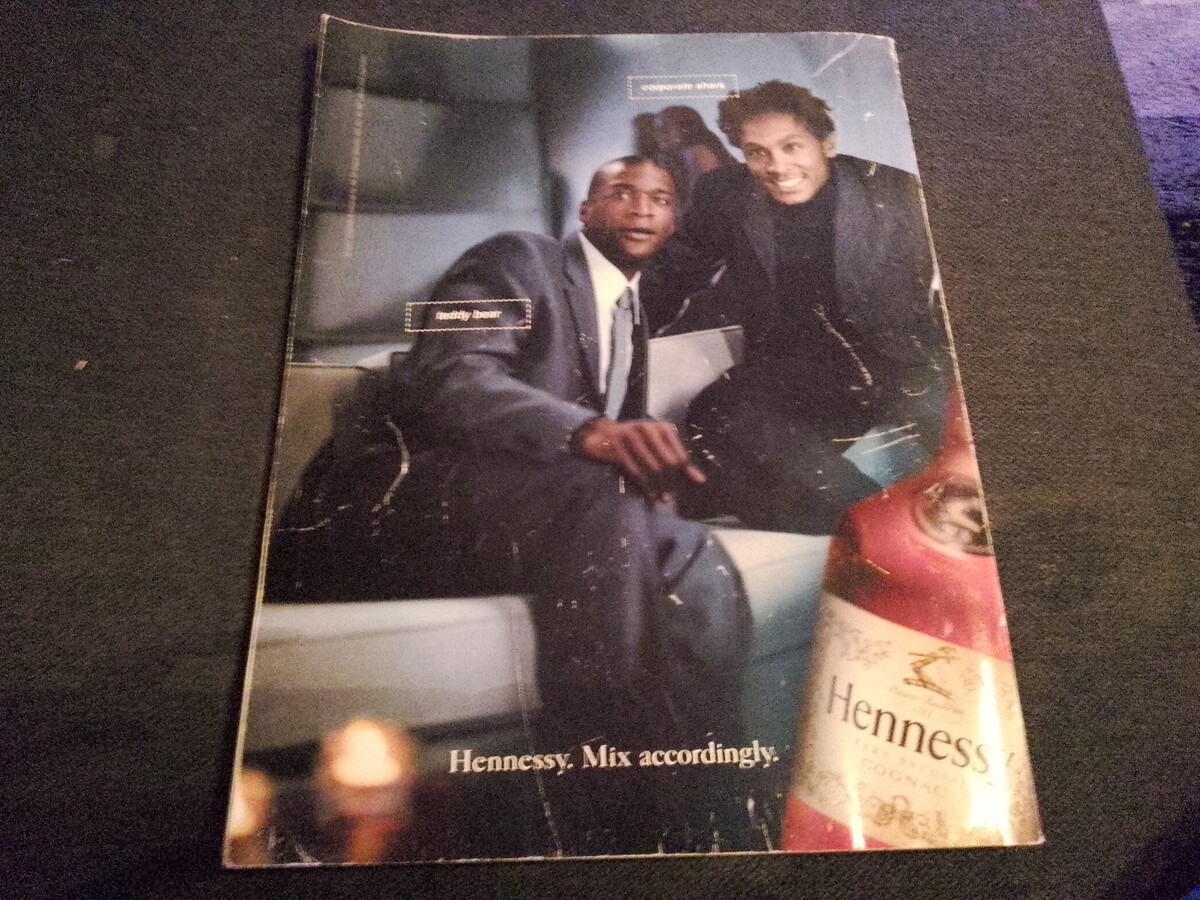 corporate shark
teddy bear
Hennessy. Mix accordingly.
Hennessy
COGNAC